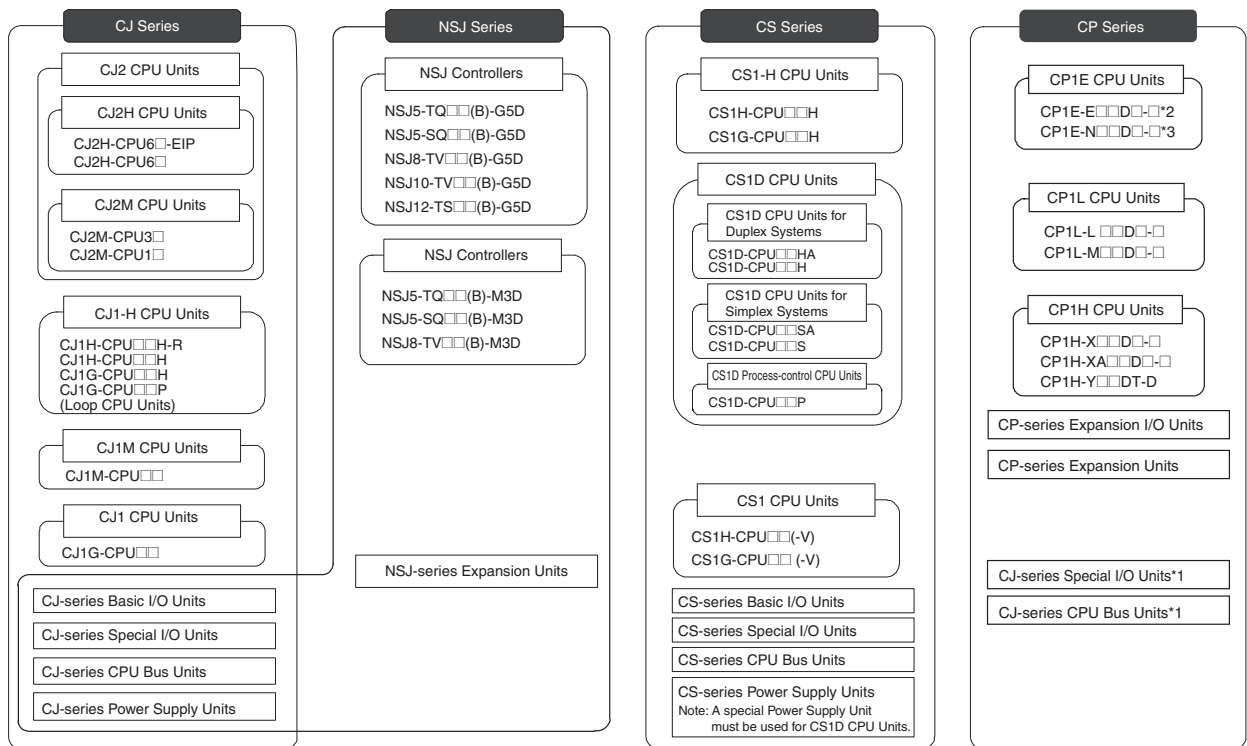 CJ Series
CJ2 CPU Units
CJ2H CPU Units
CJ2H-CPU6□-EIP
CJ2H-CPU6□
CJ2M CPU Units
CJ2M-CPU3□
CJ2M-CPU1□
CJ1-H CPU Units
CJ1H-CPU□□H-R
CJ1H-CPU□□H
CJ1G-CPU□□H
CJ1G-CPU□□P
(Loop CPU Units)
CJ1M CPU Units
CJ1M-CPU□□
CJ1 CPU Units
CJ1G-CPU□□
CJ-series Basic I/O Units
CJ-series Special I/O Units
CJ-series CPU Bus Units
CJ-series Power Supply Units
NSJ Series
NSJ Controllers
NSJ5-TQ□□(B)-G5D
NSJ5-SQ□□(B)-G5D
NSJ8-TV□□(B)-G5D
NSJ10-TV□□(B)-G5D
NSJ12-TS□□(B)-G5D
NSJ Controllers
NSJ5-TQ□□(B)-M3D
NSJ5-SQ□□(B)-M3D
NSJ8-TV□□(B)-M3D
NSJ-series Expansion Units
CS Series
CS1-H CPU Units
CS1H-CPU□□H
CS1G-CPU□□H
CS1D CPU Units
CS1D CPU Units for
Duplex Systems
CS1D-CPU□□HA
CS1D-CPU□□H
CS1D CPU Units for
Simplex Systems
CS1D-CPU□□SA
CS1D-CPU□□S
CS1D Process-control CPU Units
CS1D-CPU□□P
CS1 CPU Units
CS1H-CPU□□(-V)
CS1G-CPU□□ (-V)
CS-series Basic I/O Units
CS-series Special I/O Units
CS-series CPU Bus Units
CS-series Power Supply Units
Note: A special Power Supply Unit
must be used for CS1D CPU Units.
CP Series
CP1E CPU Units
CP1E-E□□D□-□*2
CP1E-N□□D□-□*3
CP1L CPU Units
CP1L-L □□D□-□
CP1L-M□□D□-□
CP1H CPU Units
CP1H-X□□D□-□
CP1H-XA□□D□-□
CP1H-Y□□DT-D
CP-series Expansion I/O Units
CP-series Expansion Units
CJ-series Special I/O Units*1
CJ-series CPU Bus Units*1